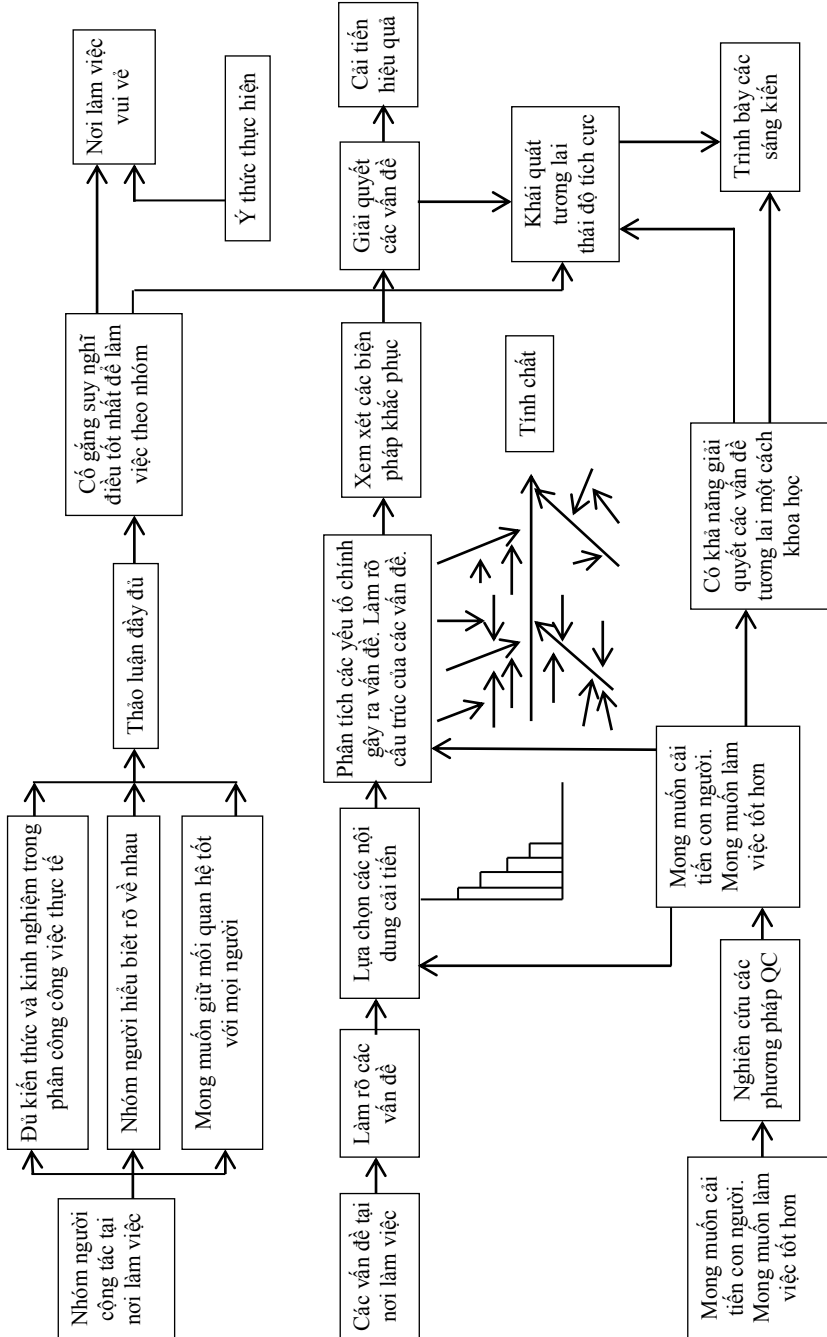 Nhóm người
cộng tác tại
nơi làm việc
Đủ kiến thức và kinh nghiệm trong
phân công công việc thực tế
Nhóm người hiểu biết rõ về nhau
Mong muốn giữ mối quan hệ tốt
với mọi người
Thảo luận đầy đủ
Cố gắng suy nghĩ
điều tốt nhất để làm
việc theo nhóm
Nơi làm việc
vui vẻ
Ý thức thực hiện
Các vấn đề tại
nơi làm việc
Làm rõ các
vấn đề
Lựa chọn các nội
dung cải tiến
Phân tích các yếu tố chính
gây ra vấn đề. Làm rõ
cấu trúc của các vấn đề.
Xem xét các biện
pháp khắc phục
Giải quyết
các vấn đề
Cải tiến
hiệu quả
Tính chất
Khái quát
tương lai
thái độ tích cực
Mong muốn cải
tiến con người.
Mong muốn làm
việc tốt hơn
Nghiên cứu các
phương pháp QC
Mong muốn cải
tiến con người.
Mong muốn làm
việc tốt hơn
Có khả năng giải
quyết các vấn đề
tương lai một cách
khoa học
Trình bày các
sáng kiến